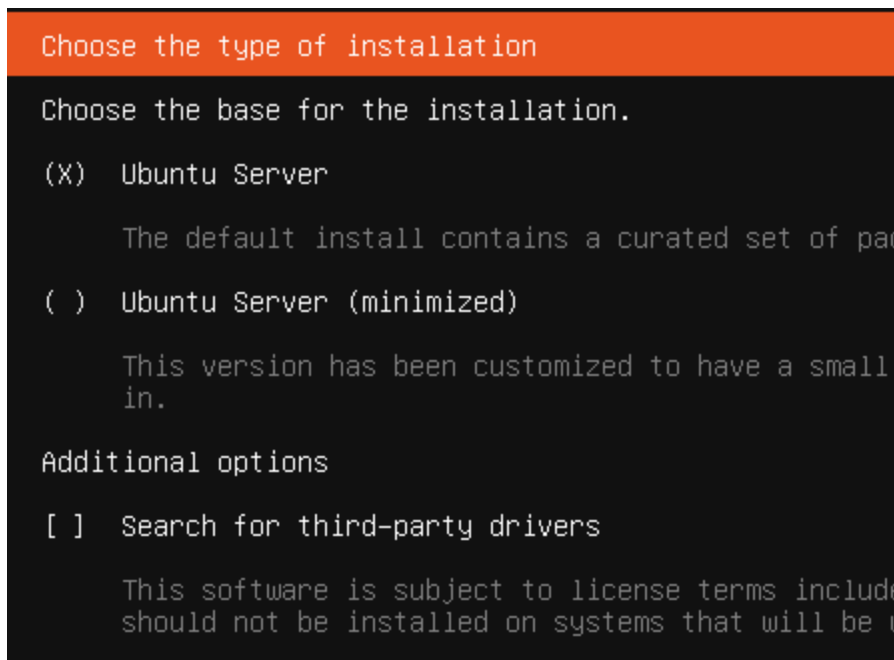 Choose the type of installation
Choose the base for the installation.
(X) Ubuntu Server
The default install contains a curated set of
( ) Ubuntu Server (minimized)
This version has been customized to have a small
in.
Additional options
[ ] Search for third-party drivers
This software is subject to license terms
should not be installed on systems that will be